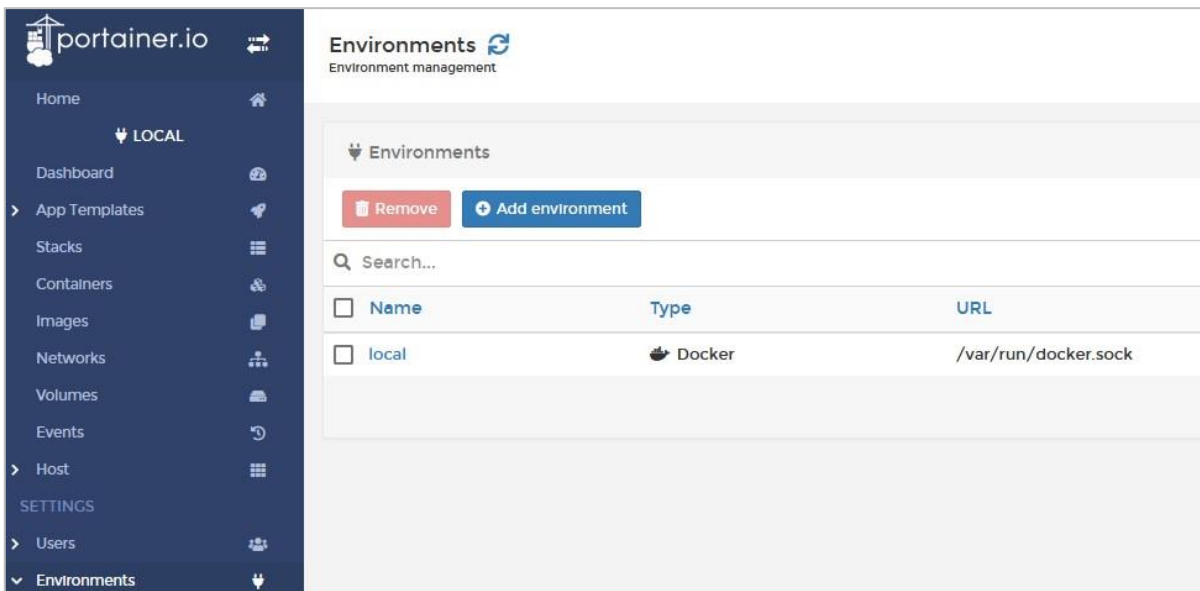 portainer.io
Home
LOCAL
Dashboard
App Templates
Stacks
Containers
Images
Networks
Volumes
Events
Host
SETTINGS
Users
Environments
Environments
Environment management
Environments
Remove Add environment
Search...
Name Type URL
local Docker /var/run/docker.sock